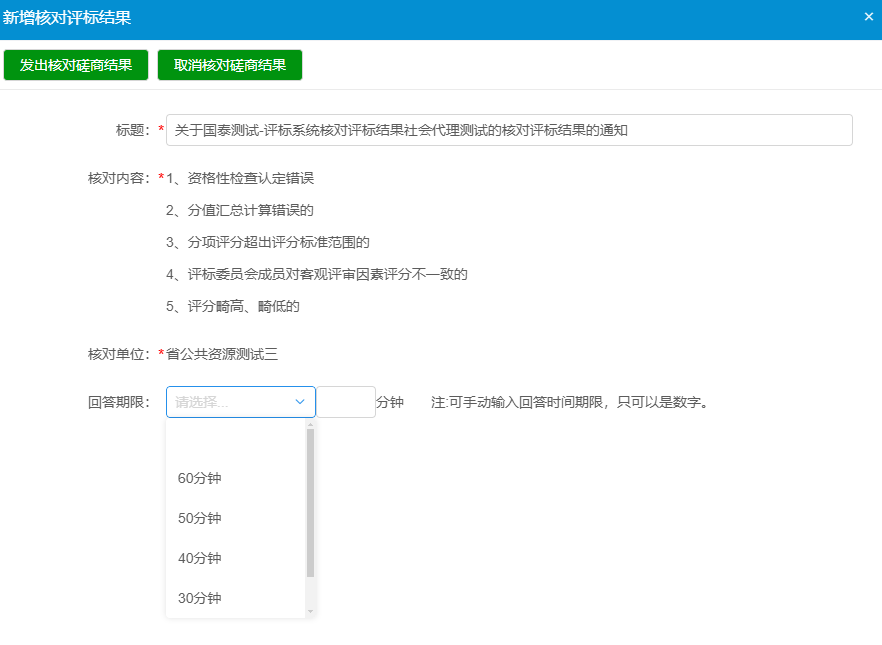 新增核对评标结果 ×
发出核对磋商结果 取消核对磋商结果
标题：* 关于国泰测试-评标系统核对评标结果社会代理测试的核对评标结果的通知
核对内容：* 1、资格性检查认定错误
2、分值汇总计算错误的
3、分项评分超出评分标准范围的
4、评标委员会成员对客观评审因素评分不一致的
5、评分畸高、畸低的
核对单位：* 省公共资源测试三
回答期限： 请选择... 分钟 注:可手动输入回答时间期限，只可以是数字。
60分钟
50分钟
40分钟
30分钟